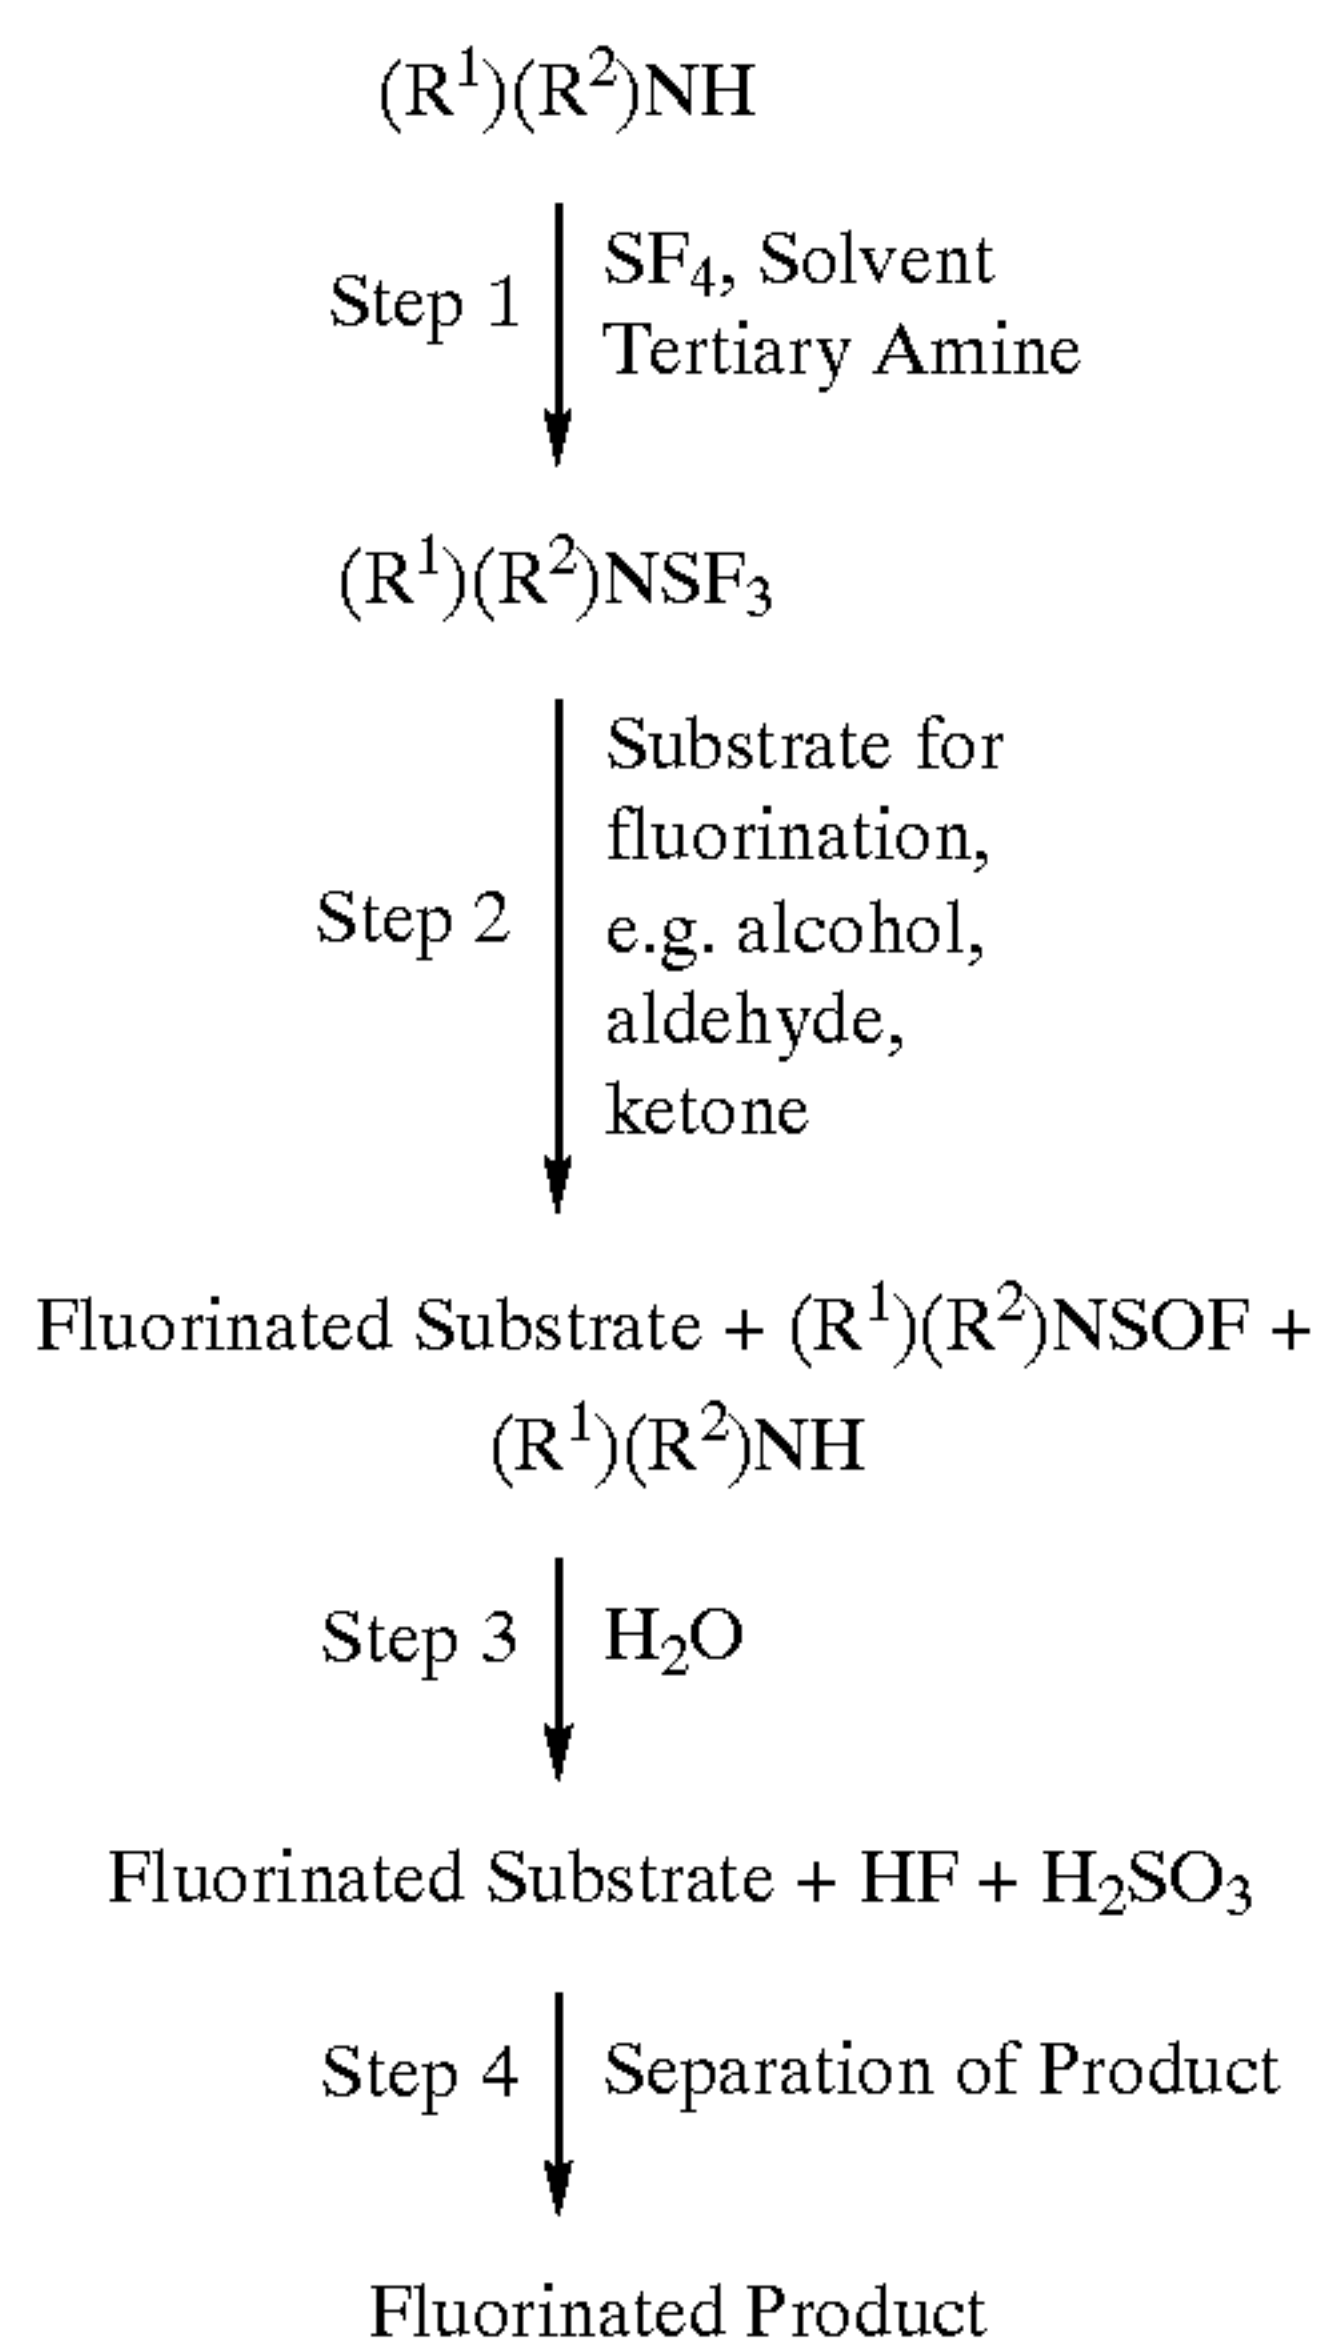 (R¹)(R²)NH
Step 1
SF₄, Solvent
Tertiary Amine
(R¹)(R²)NSF₃
Step 2
Substrate for
fluorination,
e.g. alcohol,
aldehyde,
ketone
Fluorinated Substrate + (R¹)(R²)NSOF +
(R¹)(R²)NH
Step 3
H₂O
Fluorinated Substrate + HF + H₂SO₃
Step 4
Separation of Product
Fluorinated Product